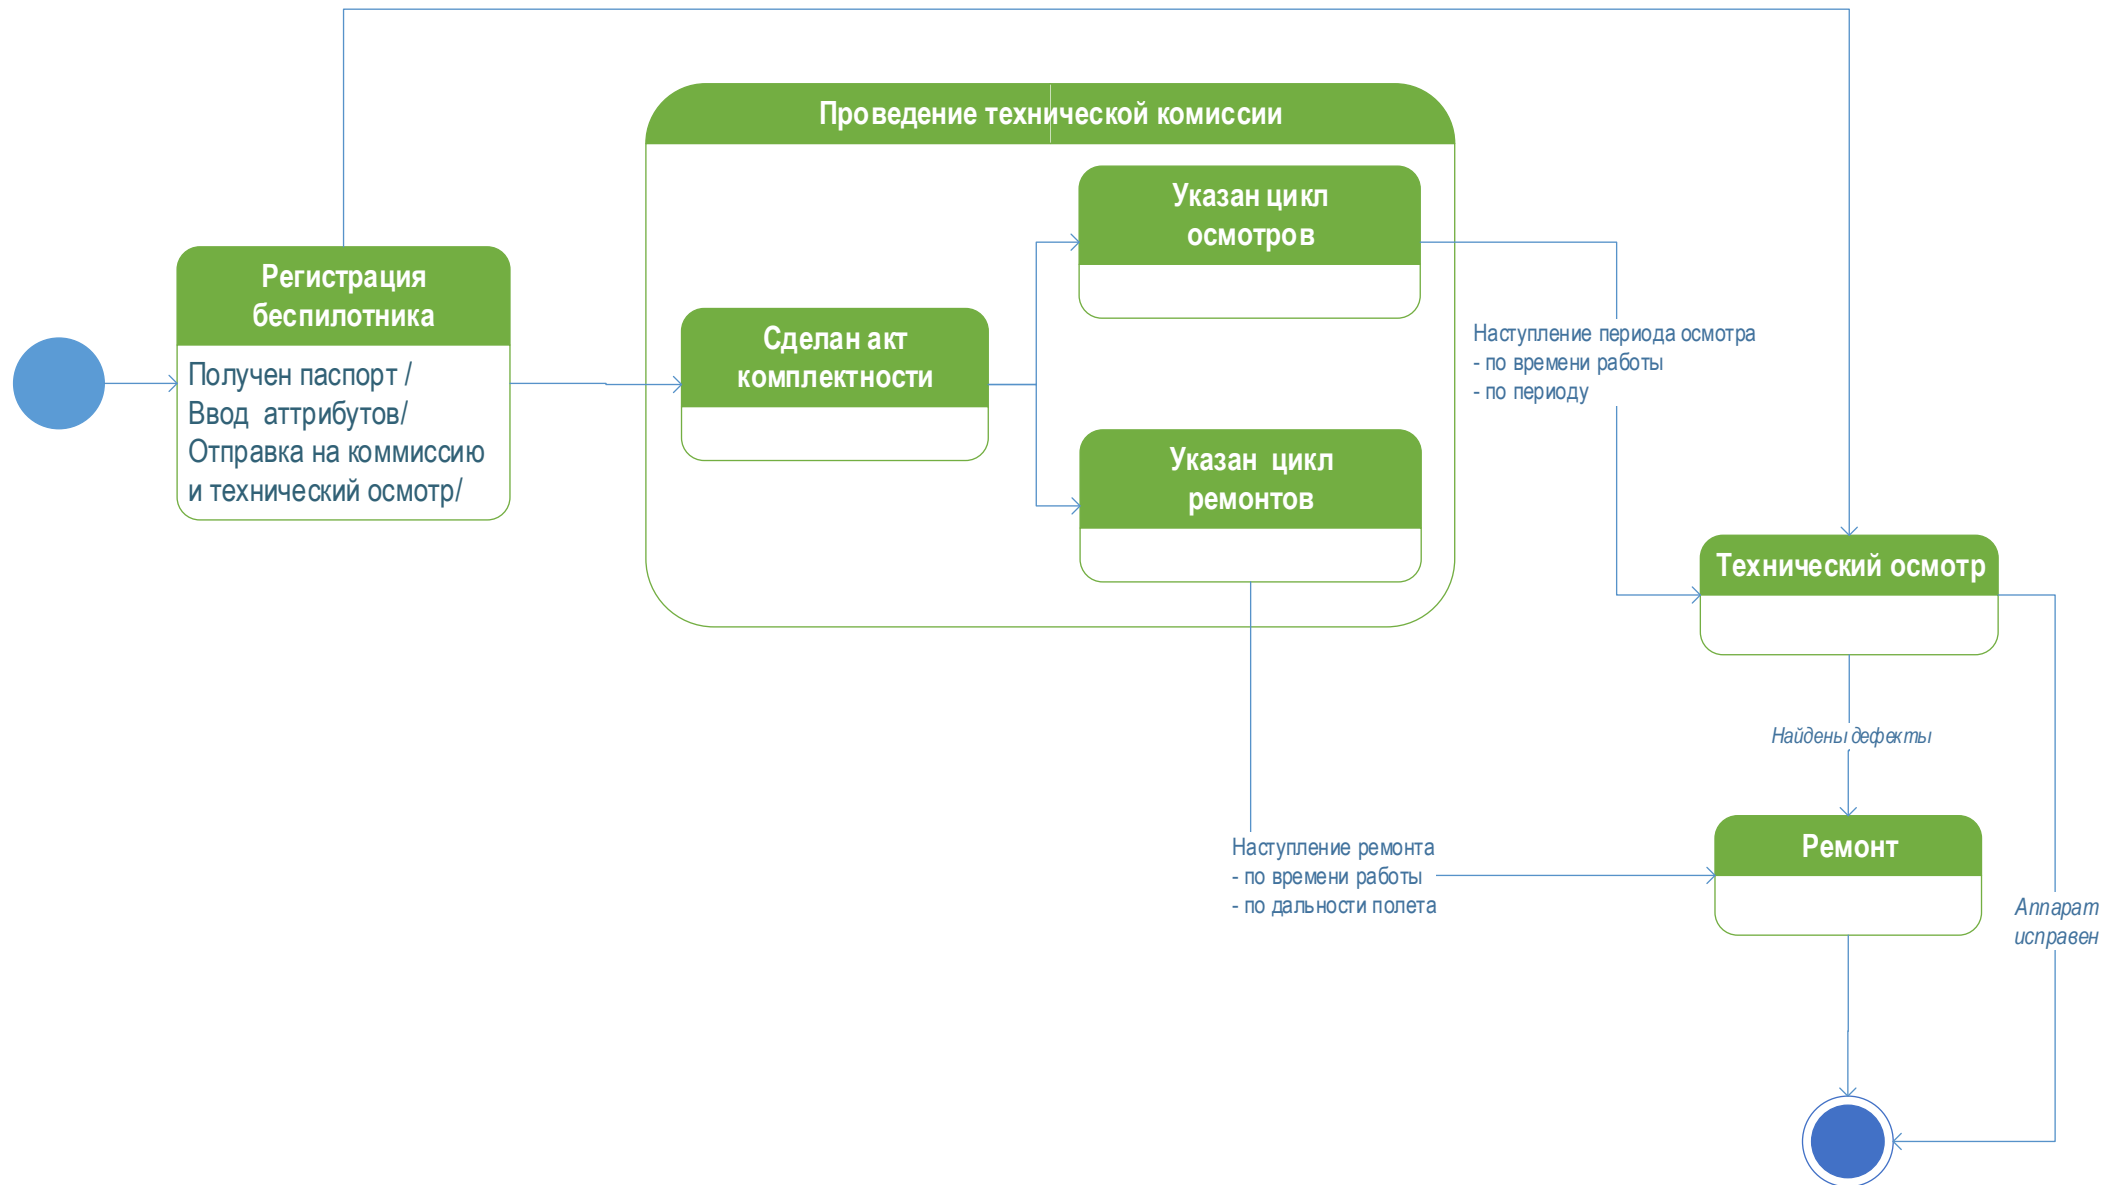 Проведение технической комиссии
Указан цикл
осмотров
Регистрация
беспилотника
Получен паспорт /
Ввод  аттрибутов/
Отправка на коммиссию
и технический осмотр/
Сделан акт
комплектности
Наступление периода осмотра
- по времени работы
- по периоду
Указан  цикл
ремонтов
Технический осмотр
Найдены дефекты
Наступление ремонта
- по времени работы
- по дальности полета
Ремонт
Аппарат
исправен